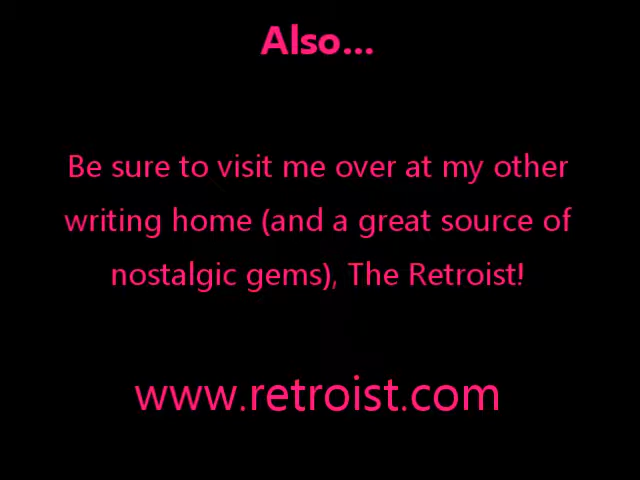 Also...
Be sure to visit me over at my other
writing home (and a great source of
nostalgic gems), The Retroist!
www.retroist.com